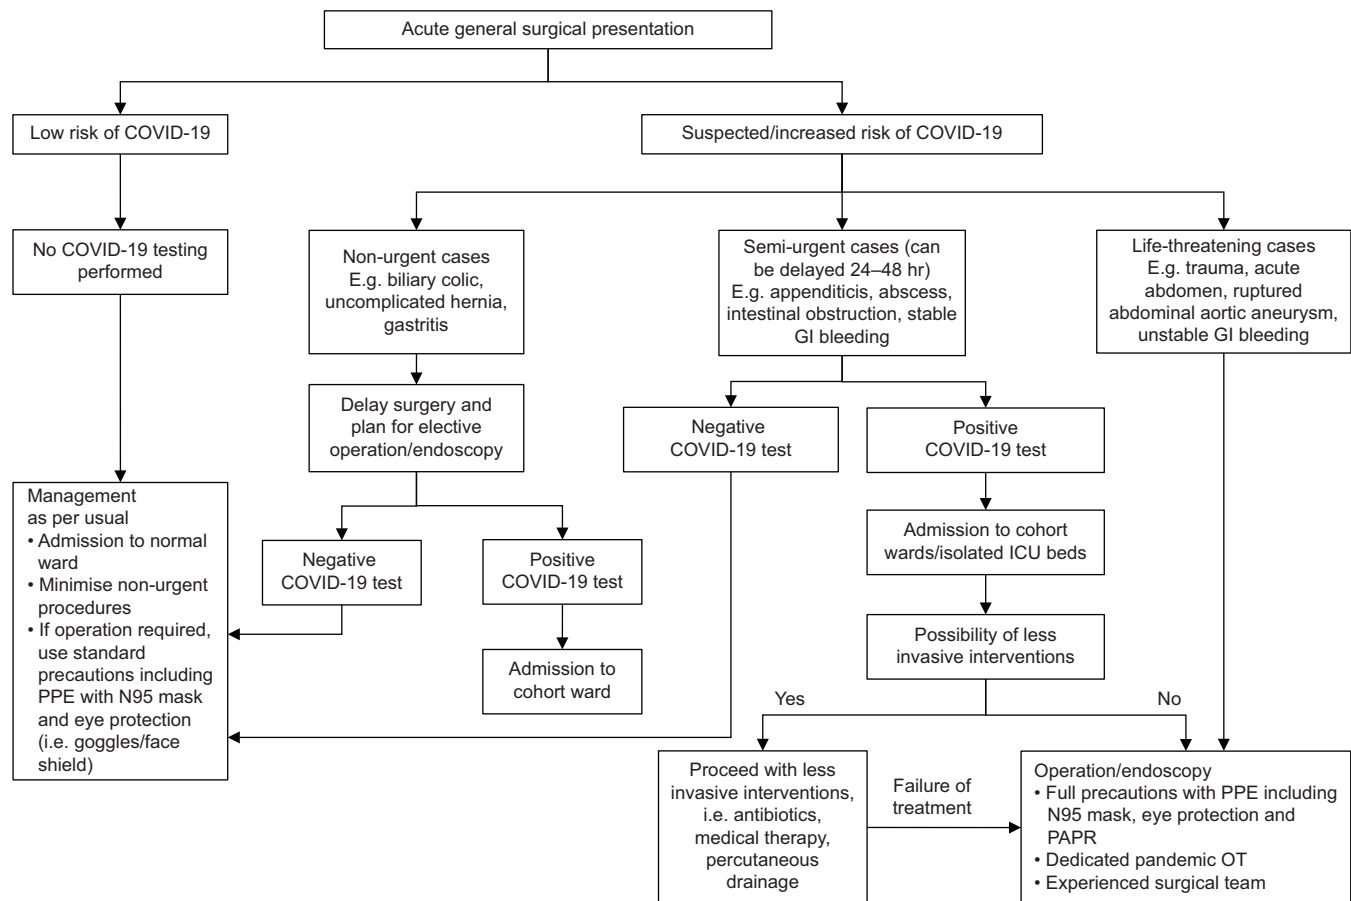 Acute general surgical presentation
Low risk of COVID-19
Suspected/increased risk of COVID-19
No COVID-19 testing
performed
Non-urgent cases
E.g. biliary colic,
uncomplicated hernia,
gastritis
Semi-urgent cases (can
be delayed 24–48 hr)
E.g. appenditicis, abscess,
intestinal obstruction, stable
GI bleeding
Life-threatening cases
E.g. trauma, acute
abdomen, ruptured
abdominal aortic aneurysm,
unstable GI bleeding
Delay surgery and
plan for elective
operation/endoscopy
Negative
COVID-19 test
Positive
COVID-19 test
Management
as per usual
• Admission to normal
ward
• Minimise non-urgent
procedures
• If operation required,
use standard
precautions including
PPE with N95 mask
and eye protection
(i.e. goggles/face
shield)
Negative
COVID-19 test
Positive
COVID-19 test
Admission to cohort
wards/isolated ICU beds
Admission to
cohort ward
Possibility of less
invasive interventions
Yes
No
Proceed with less
invasive interventions,
i.e. antibiotics,
medical therapy,
percutaneous
drainage
Failure of
treatment
Operation/endoscopy
• Full precautions with PPE including
N95 mask, eye protection and
PAPR
• Dedicated pandemic OT
• Experienced surgical team